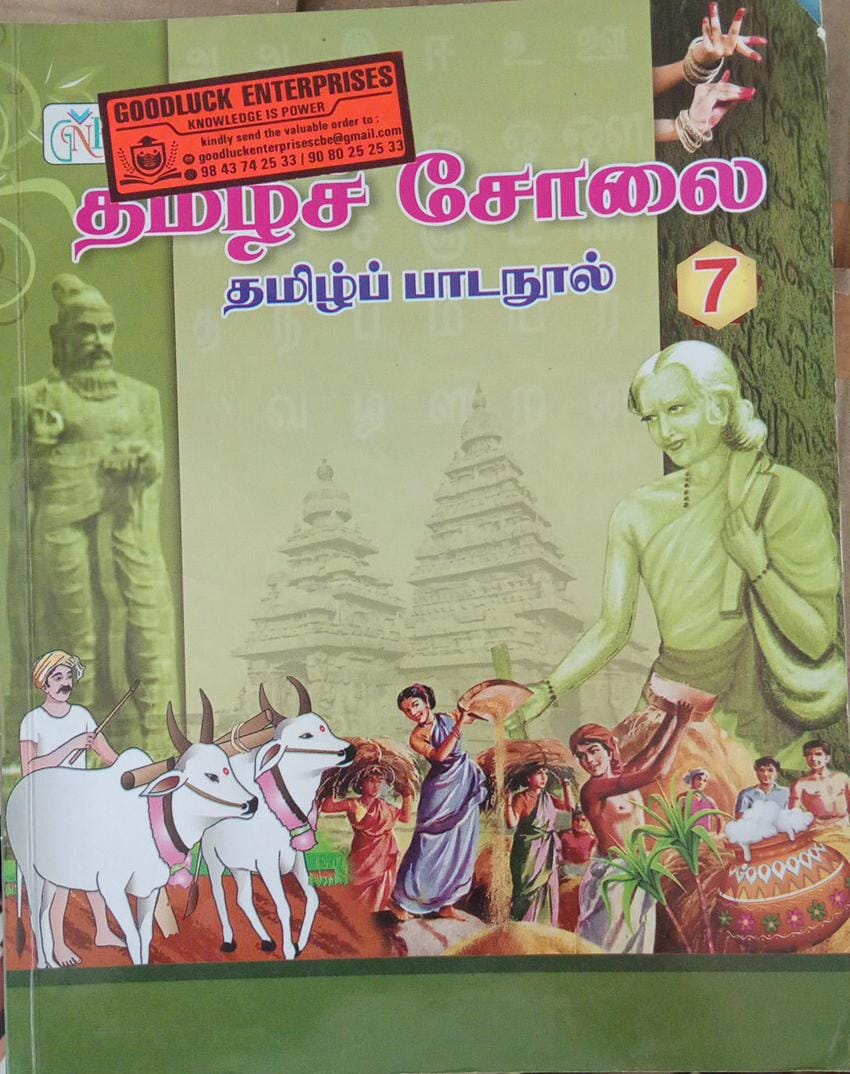 GOODLUCK ENTERPRISES
KNOWLEDGE IS POWER
kindly send the valuable order to :
goodluckenterprisescbe@gmail.com
98 43 74 25 33 / 90 80 25 25 33
தமிழச் சோலை
தமிழ்ப் பாடநூல்
7